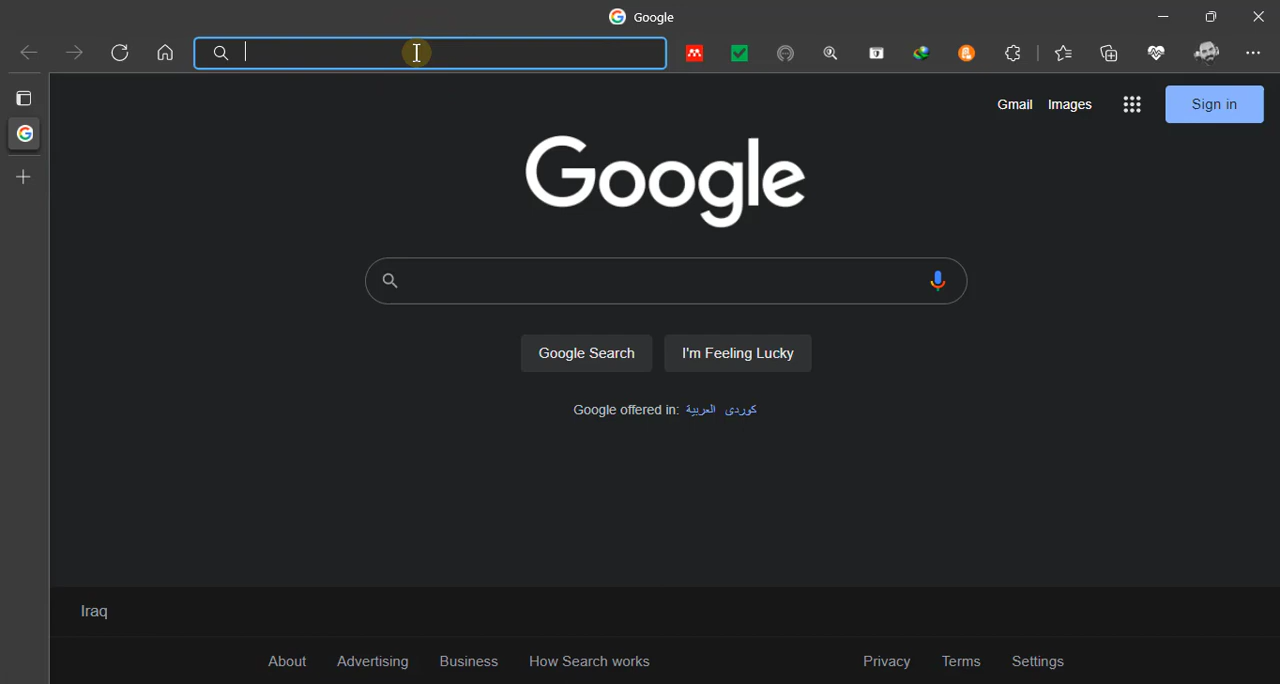 Google
Gmail Images
Sign in
Google
Google Search I'm Feeling Lucky
Google offered in: العربية کوردی
Iraq
About Advertising Business How Search works Privacy Terms Settings